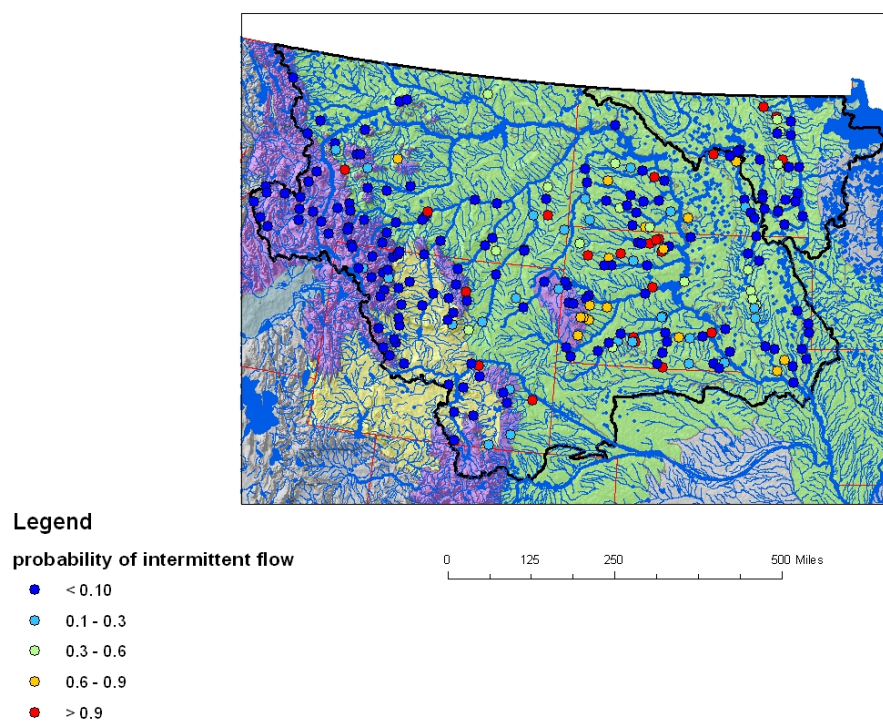 Legend
probability of intermittent flow
< 0.10
0.1 - 0.3
0.3 - 0.6
0.6 - 0.9
> 0.9
0 125 250 500 Miles